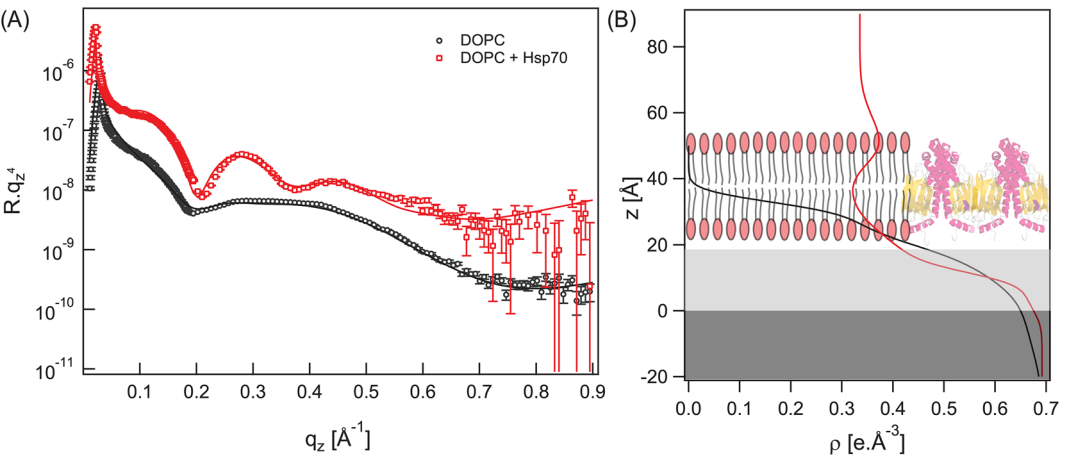 (A)
R.qz⁴
10⁻⁶
10⁻⁷
10⁻⁸
10⁻⁹
10⁻¹⁰
10⁻¹¹
DOPC
DOPC + Hsp70
0.1 0.2 0.3 0.4 0.5 0.6 0.7 0.8 0.9
qz [Å⁻¹]
(B)
z [Å]
80
60
40
20
0
-20
0.0 0.1 0.2 0.3 0.4 0.5 0.6 0.7
ρ [e.Å⁻³]